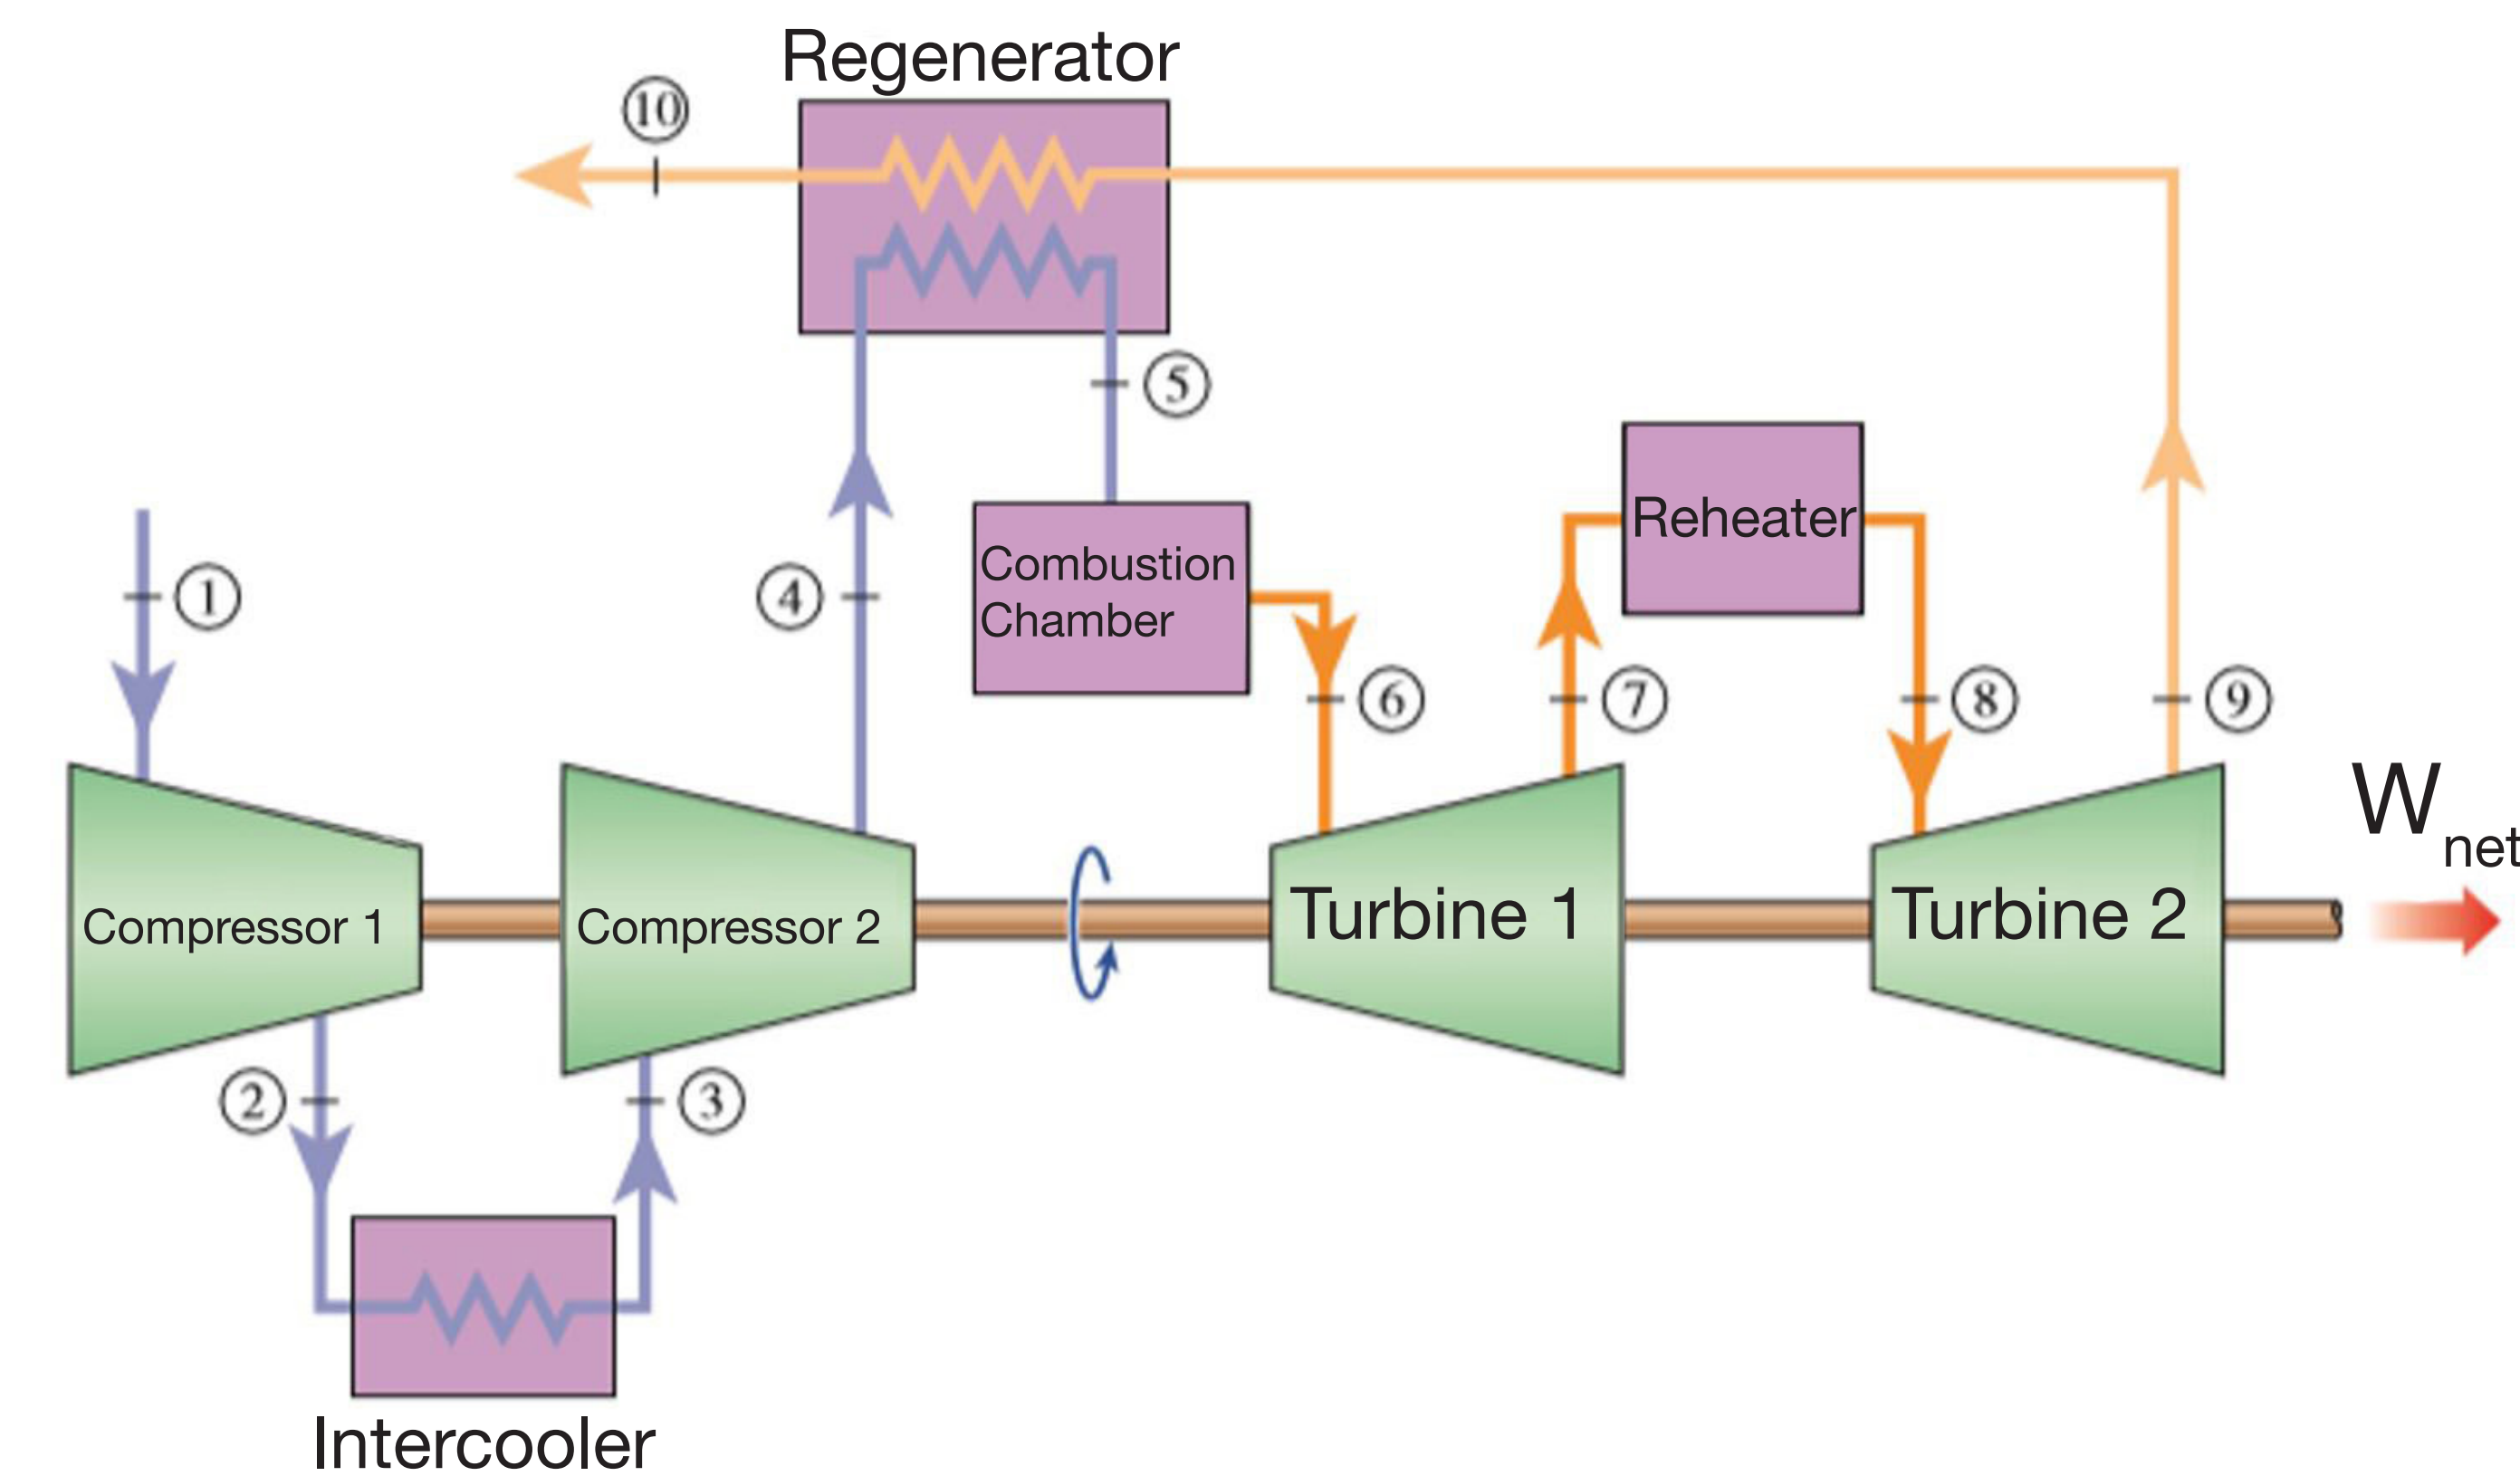 Regenerator
10
5
Reheater
Combustion
Chamber
1
4
6
7
8
9
W
net
Compressor 1
Compressor 2
Turbine 1
Turbine 2
2
3
Intercooler